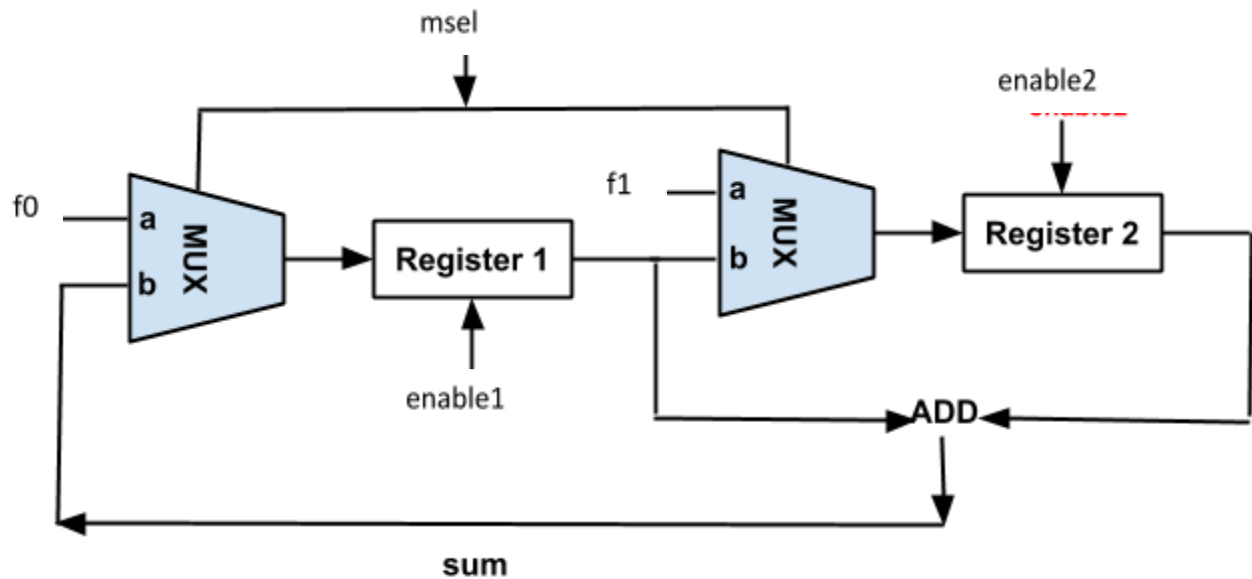 msel
enable2
f0
a
MUX
b
Register 1
enable1
f1
a
MUX
b
Register 2
ADD
sum